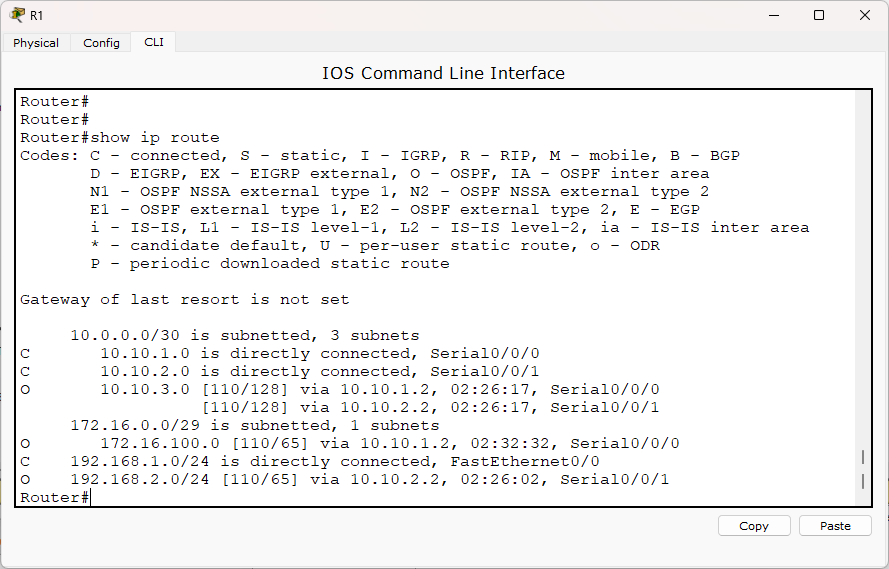 R1
Physical Config CLI
IOS Command Line Interface
Router#
Router#
Router#show ip route
Codes: C - connected, S - static, I - IGRP, R - RIP, M - mobile, B - BGP
       D - EIGRP, EX - EIGRP external, O - OSPF, IA - OSPF inter area
       N1 - OSPF NSSA external type 1, N2 - OSPF NSSA external type 2
       E1 - OSPF external type 1, E2 - OSPF external type 2, E - EGP
       i - IS-IS, L1 - IS-IS level-1, L2 - IS-IS level-2, ia - IS-IS inter area
       * - candidate default, U - per-user static route, o - ODR
       P - periodic downloaded static route
Gateway of last resort is not set
     10.0.0.0/30 is subnetted, 3 subnets
C       10.10.1.0 is directly connected, Serial0/0/0
C       10.10.2.0 is directly connected, Serial0/0/1
O       10.10.3.0 [110/128] via 10.10.1.2, 02:26:17, Serial0/0/0
                  [110/128] via 10.10.2.2, 02:26:17, Serial0/0/1
     172.16.0.0/29 is subnetted, 1 subnets
O       172.16.100.0 [110/65] via 10.10.1.2, 02:32:32, Serial0/0/0
C    192.168.1.0/24 is directly connected, FastEthernet0/0
O    192.168.2.0/24 [110/65] via 10.10.2.2, 02:26:02, Serial0/0/1
Router#
Copy Paste